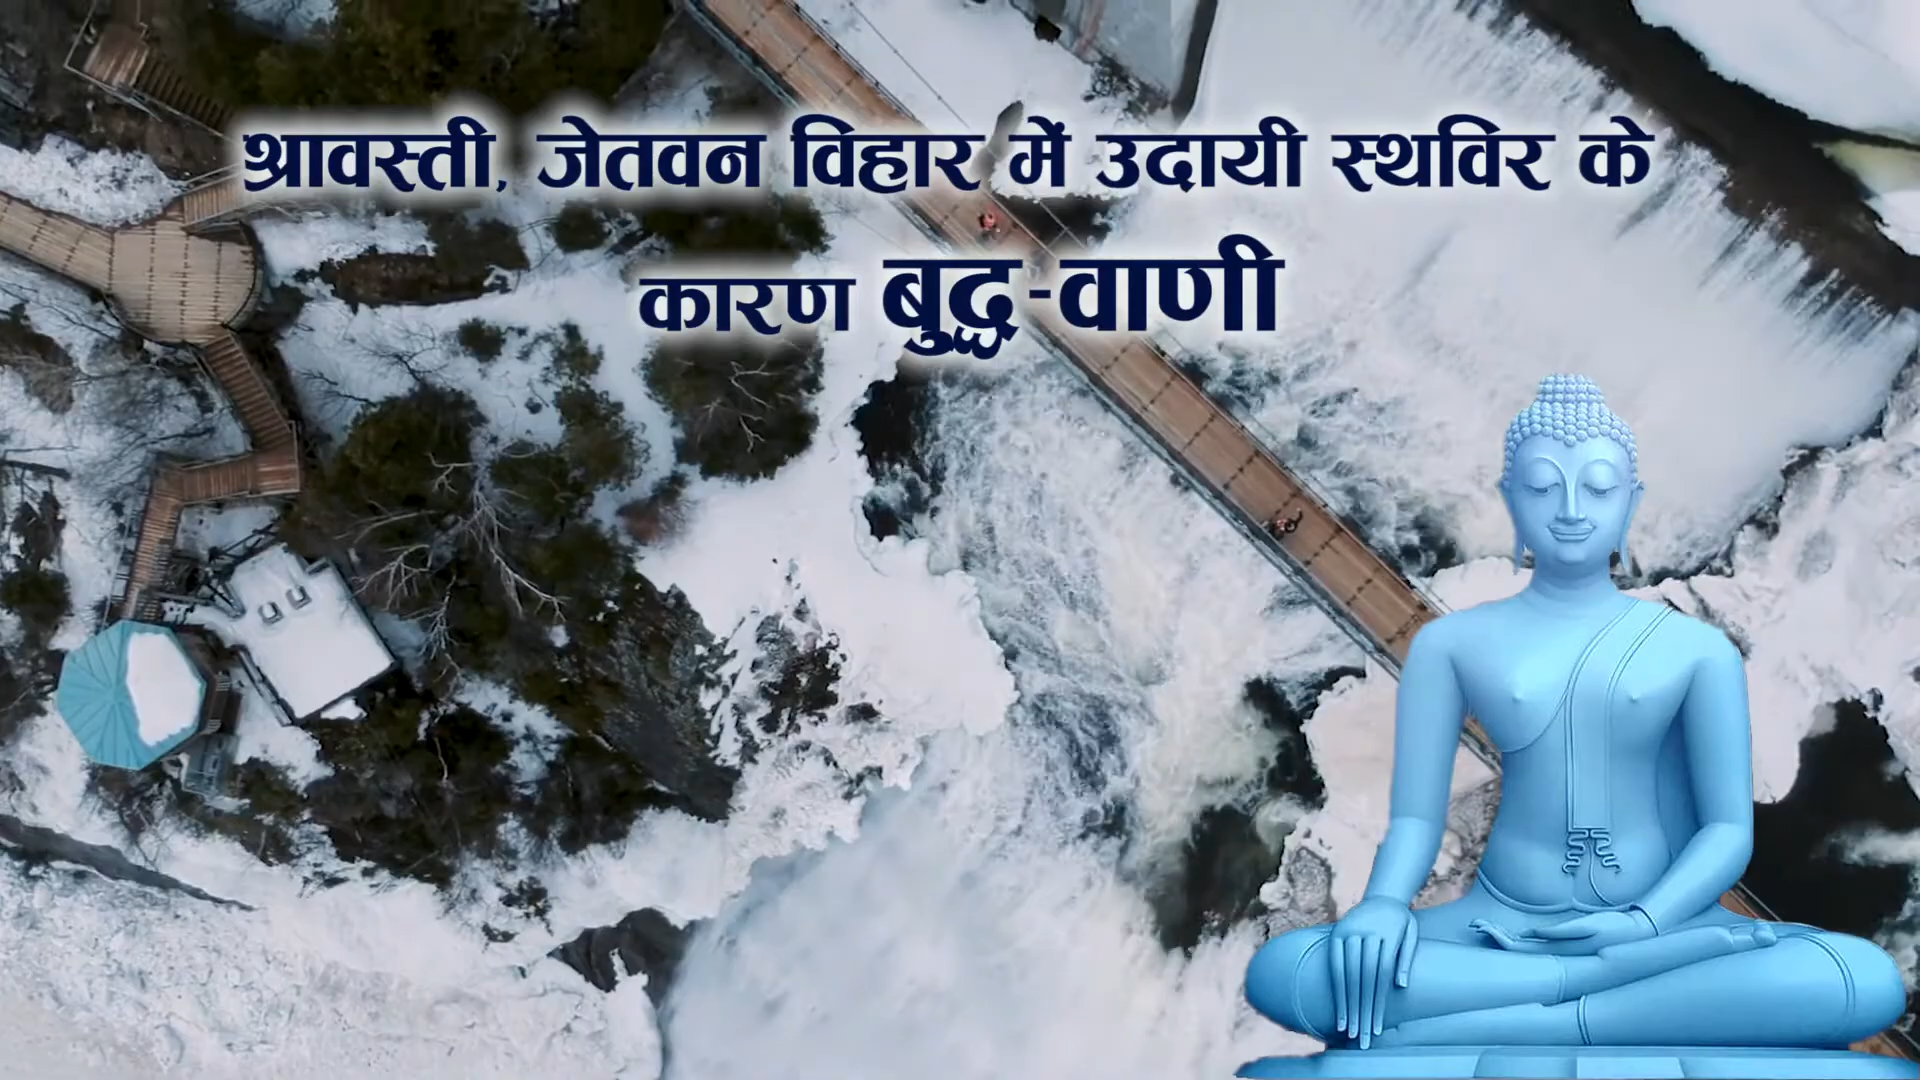 श्रावस्ती, जेतवन विहार में उदायी स्थविर के
कारण बुद्ध-वाणी